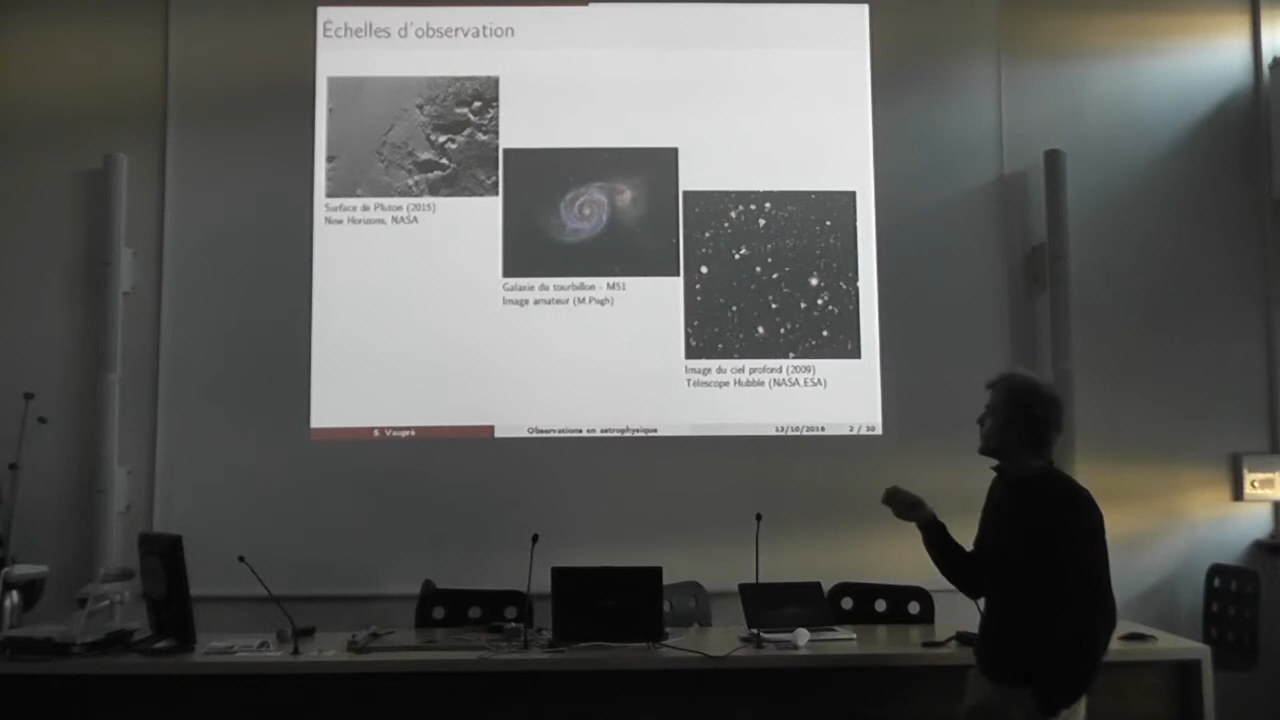 Échelles d'observation
Surface de Pluton (2015)
New Horizons, NASA
Galaxie du tourbillon - M51
Image amateur (M.Pugh)
Image du ciel profond (2009)
Télescope Hubble (NASA,ESA)
S. Vaupré
Observations en astrophysique
13/10/2016
2 / 30